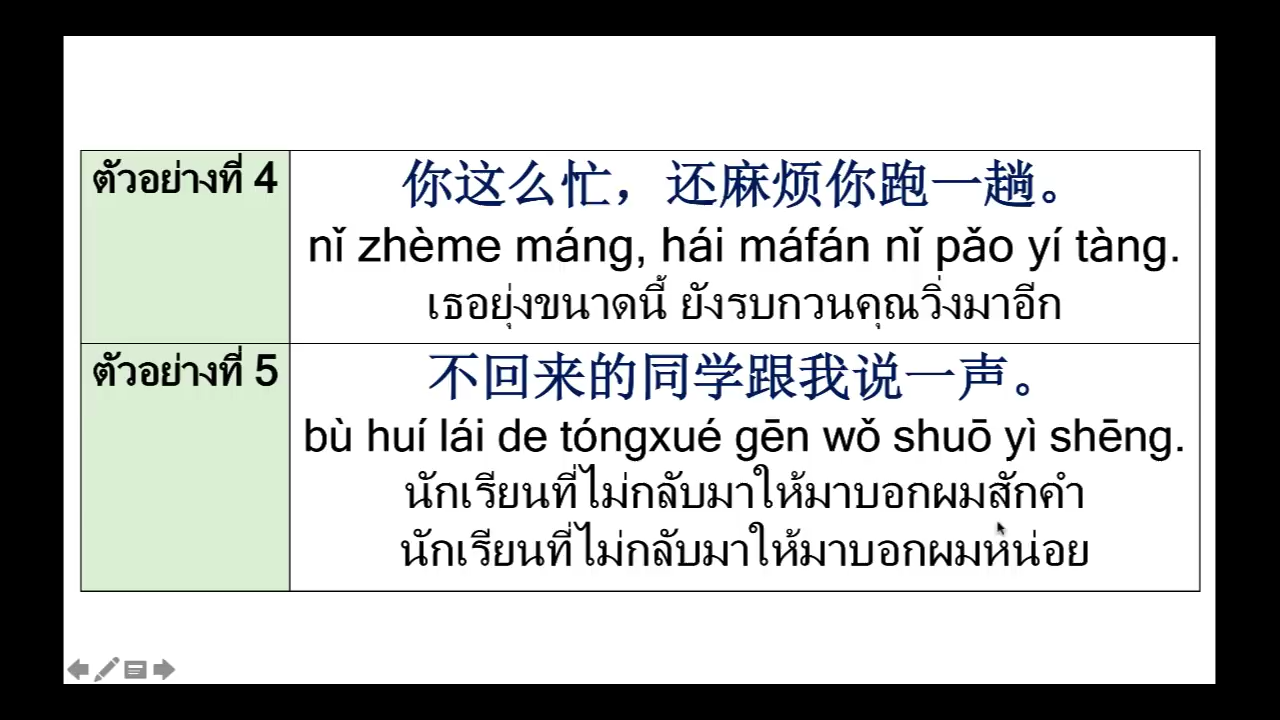 ตัวอย่างที่ 4
你这么忙，还麻烦你跑一趟。
nǐ zhème máng, hái máfán nǐ pǎo yí tàng.
เธอยุ่งขนาดนี้ ยังรบกวนคุณวิ่งมาอีก
ตัวอย่างที่ 5
不回来的同学跟我说一声。
bù huí lái de tóngxué gēn wǒ shuō yì shēng.
นักเรียนที่ไม่กลับมาให้มาบอกผมสักคำ
นักเรียนที่ไม่กลับมาให้มาบอกผมหน่อย